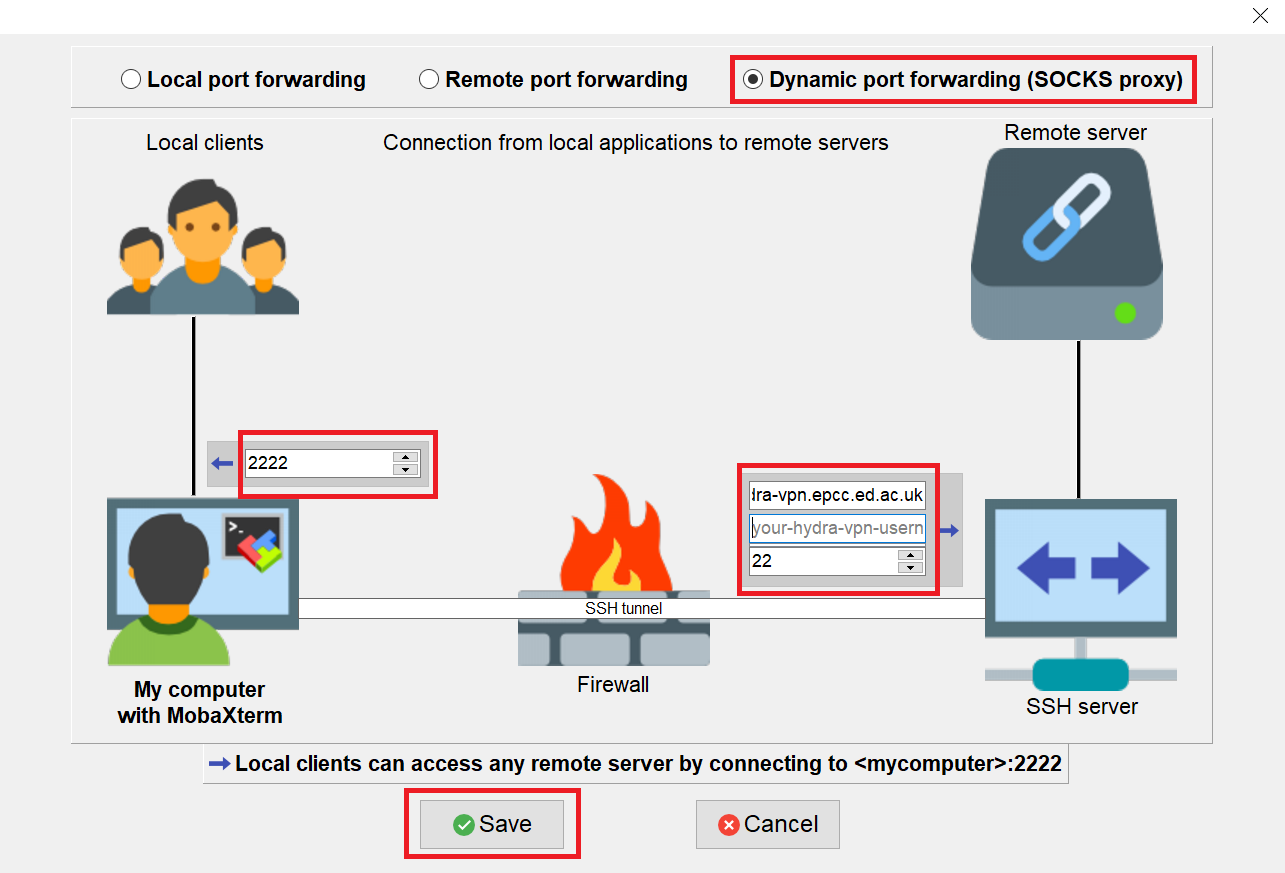 Local port forwarding
Remote port forwarding
Dynamic port forwarding (SOCKS proxy)
Local clients
Connection from local applications to remote servers
Remote server
2222
ra-vpn.epcc.ed.ac.uk
your-hydra-vpn-usern
22
>_
SSH tunnel
Firewall
My computer
with MobaXterm
SSH server
Local clients can access any remote server by connecting to <mycomputer>:2222
Save
Cancel